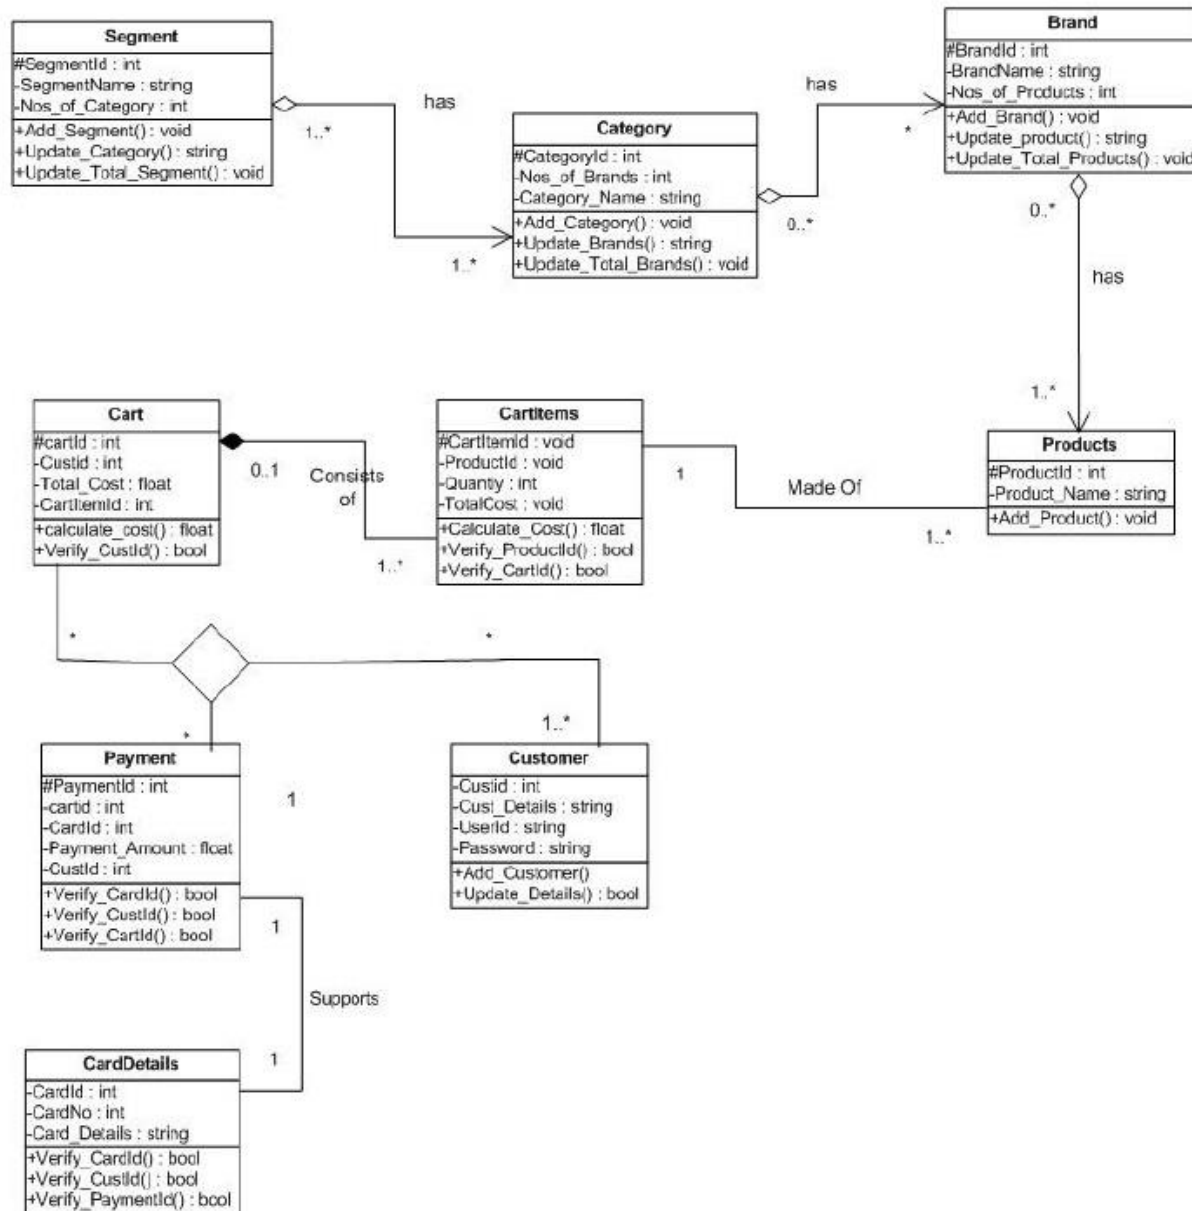 Segment
#SegmentId : int
-SegmentName : string
-Nos_of_Category : int
+Add_Segment() : void
+Update_Category() : string
+Update_Total_Segment() : void
1..*
has
1..*
Category
#CategoryId : int
-Nos_of_Brands : int
-Category_Name : string
+Add_Category() : void
+Update_Brands() : string
+Update_Total_Brands() : void
0..*
has
*
Brand
#BrandId : int
-BrandName : string
-Nos_of_Products : int
+Add_Brand() : void
+Update_product() : string
+Update_Total_Products() : void
0..*
has
1..*
Cart
#cartId : int
-Custid : int
-Total_Cost : float
-CartItemId : int
+calculate_cost() : float
+Verify_CustId() : bool
0..1
Consists
of
1..*
CartItems
#CartItemId : void
-ProductId : void
-Quantiy : int
-TotalCost : void
+Calculate_Cost() : float
+Verify_ProductId() : bool
+Verify_CartId() : bool
1
Made Of
1..*
Products
#ProductId : int
-Product_Name : string
+Add_Product() : void
*
*
*
1..*
Payment
#PaymentId : int
-cartid : int
-CardId : int
-Payment_Amount : float
-CustId : int
+Verify_CardId() : bool
+Verify_CustId() : bool
+Verify_CartId() : bool
1
Customer
-Custid : int
-Cust_Details : string
-UserId : string
-Password : string
+Add_Customer()
+Update_Details() : bool
1
Supports
1
CardDetails
-CardId : int
-CardNo : int
-Card_Details : string
+Verify_CardId() : bool
+Verify_CustId() : bool
+Verify_PaymentId() : bool